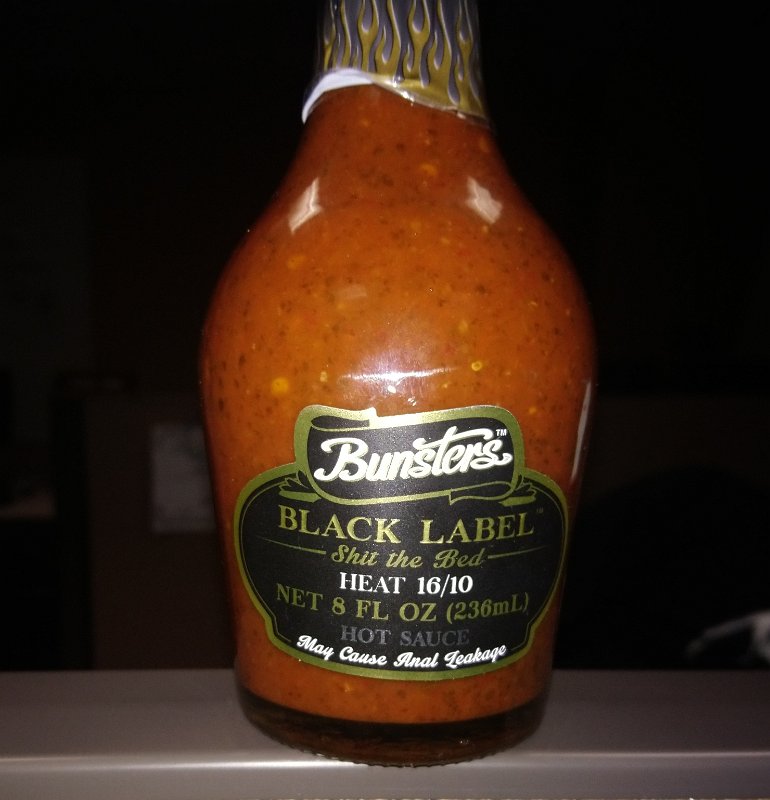 Bunsters™
BLACK LABEL™
Shit the Bed
HEAT 16/10
NET 8 FL OZ (236mL)
HOT SAUCE
May Cause Anal Leakage